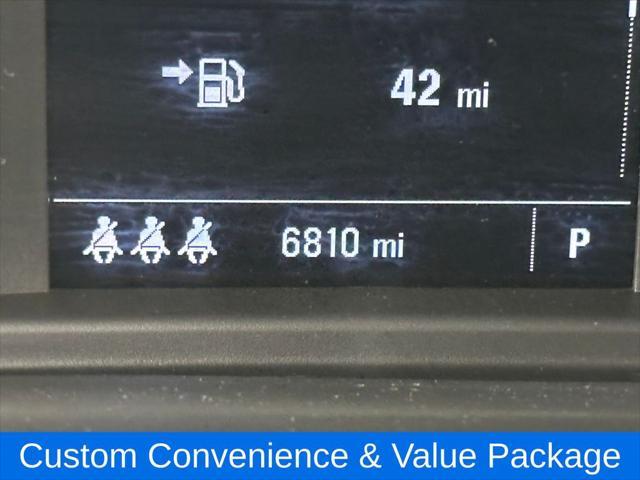 42 mi
6810 mi P
Custom Convenience & Value Package